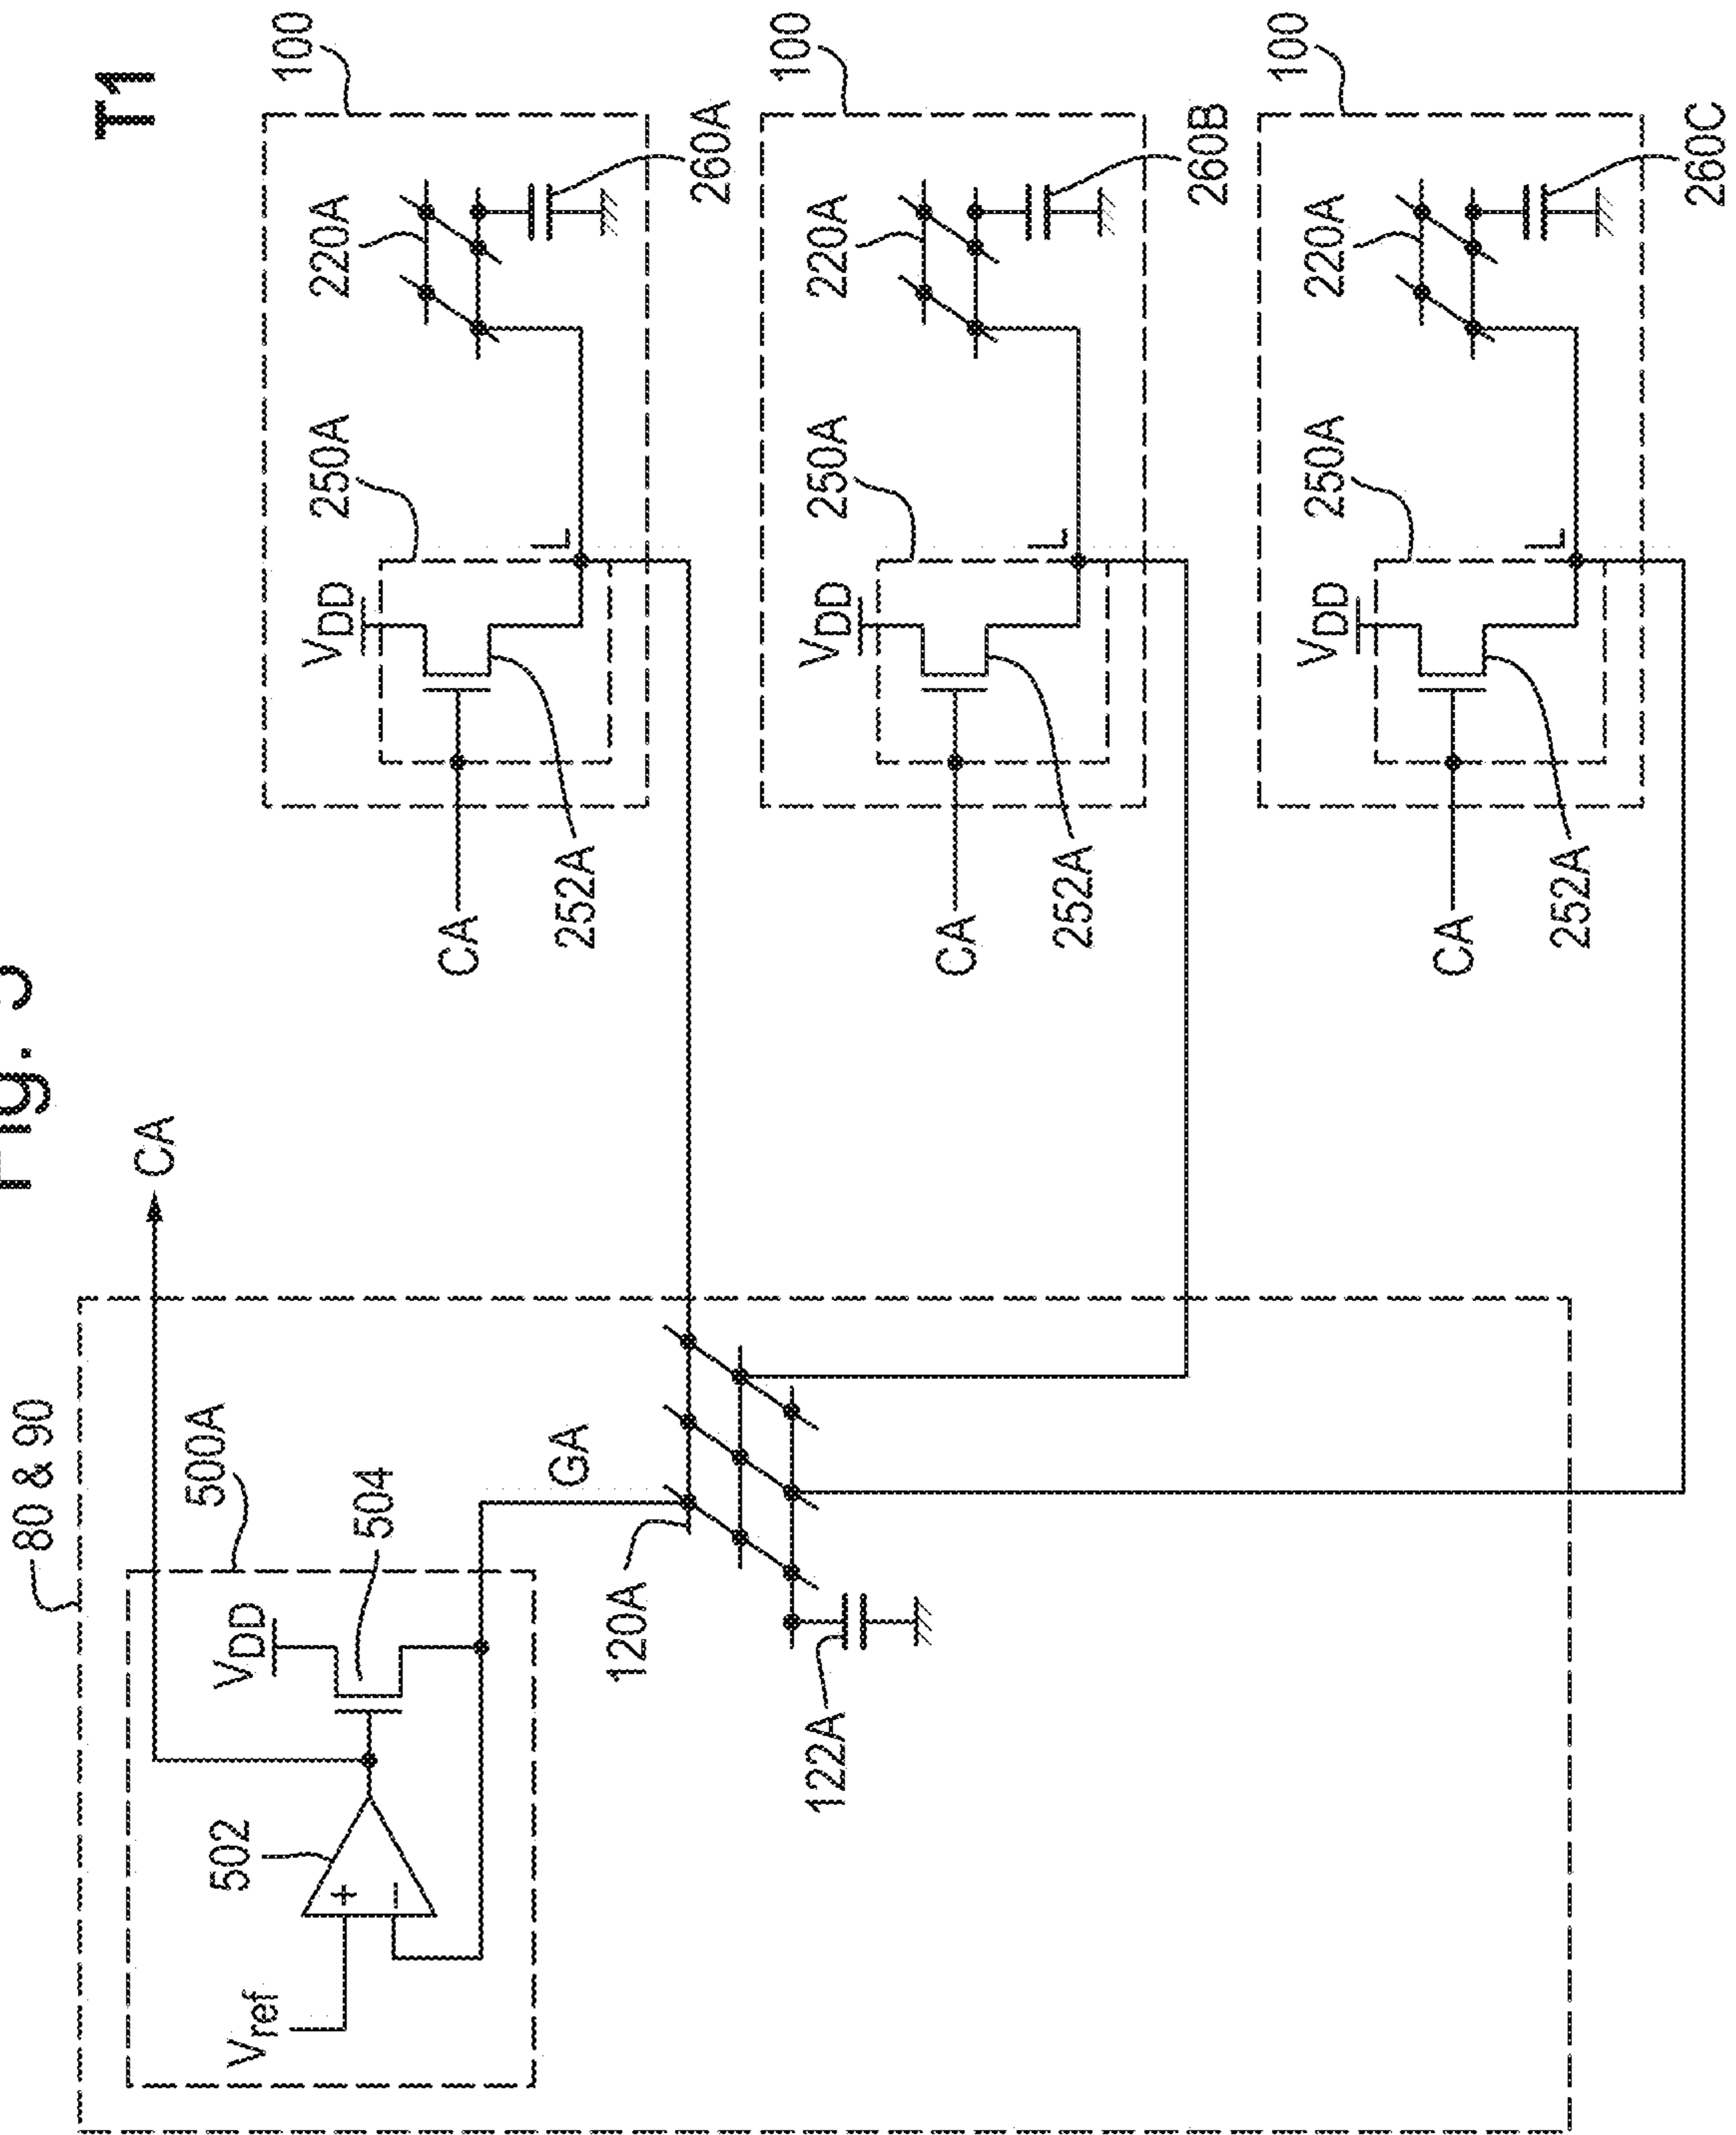 Fig.
T1
80 & 90
CA
500A
V_DD
504
502
+
−
V_ref
GA
120A
122A
100
V_DD
250A
220A
L
CA
252A
260A
100
V_DD
250A
220A
L
CA
252A
260B
100
V_DD
250A
220A
L
CA
252A
260C